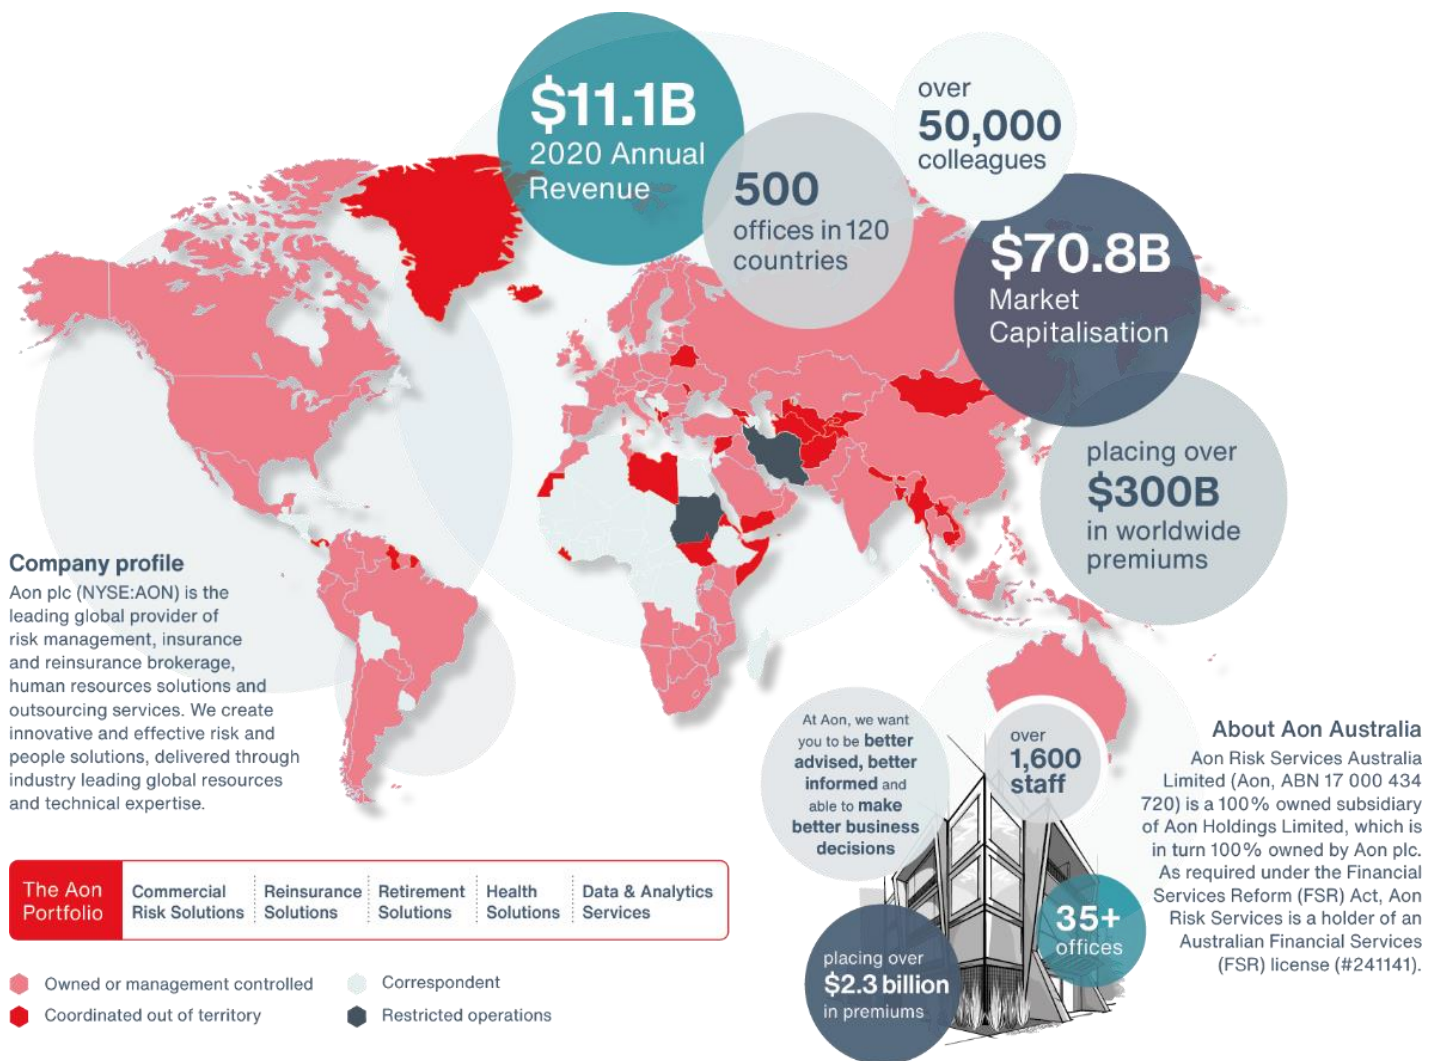 $11.1B
2020 Annual
Revenue
500
offices in 120
countries
over
50,000
colleagues
$70.8B
Market
Capitalisation
placing over
$300B
in worldwide
premiums
Company profile
Aon plc (NYSE:AON) is the
leading global provider of
risk management, insurance
and reinsurance brokerage,
human resources solutions and
outsourcing services. We create
innovative and effective risk and
people solutions, delivered through
industry leading global resources
and technical expertise.
The Aon
Portfolio
Commercial
Risk Solutions
Reinsurance
Solutions
Retirement
Solutions
Health
Solutions
Data & Analytics
Services
Owned or management controlled
Coordinated out of territory
Correspondent
Restricted operations
At Aon, we want
you to be better
advised, better
informed and
able to make
better business
decisions
over
1,600
staff
35+
offices
placing over
$2.3 billion
in premiums
About Aon Australia
Aon Risk Services Australia
Limited (Aon, ABN 17 000 434
720) is a 100% owned subsidiary
of Aon Holdings Limited, which is
in turn 100% owned by Aon plc.
As required under the Financial
Services Reform (FSR) Act, Aon
Risk Services is a holder of an
Australian Financial Services
(FSR) license (#241141).